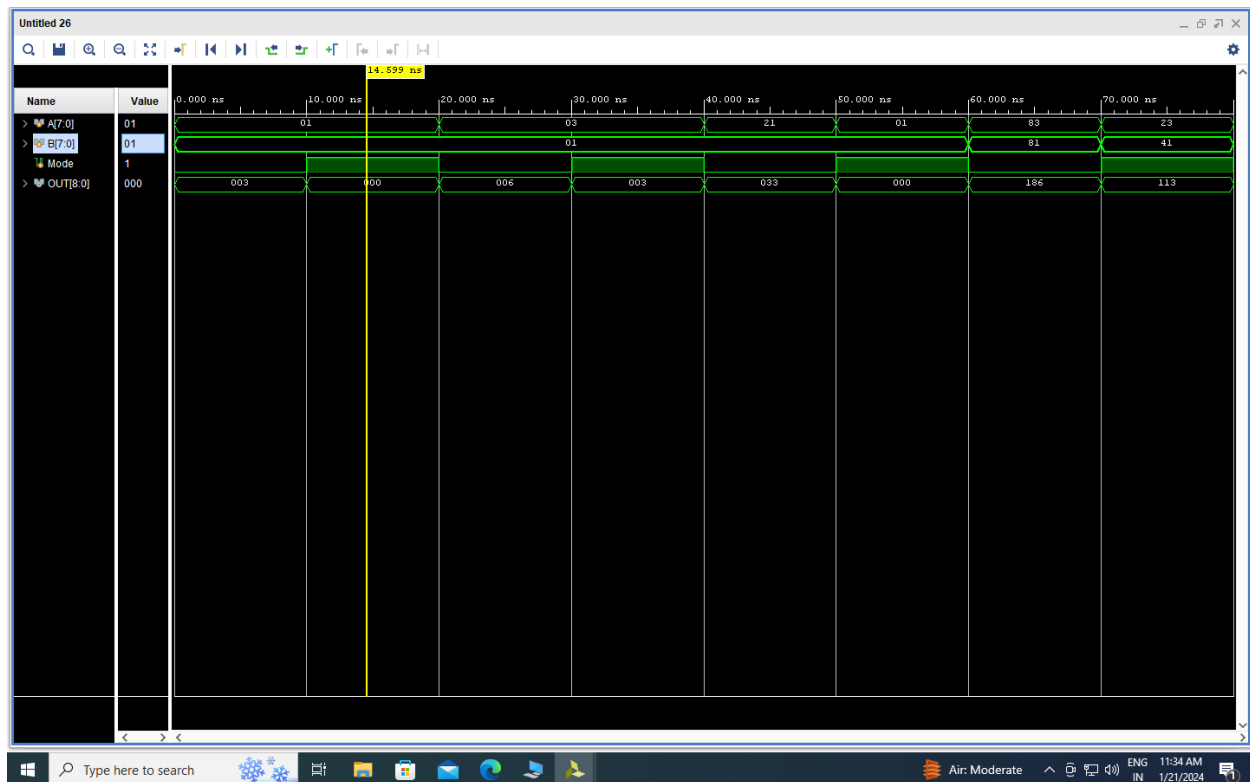 Untitled 26
14.599 ns
Name Value 0.000 ns 10.000 ns 20.000 ns 30.000 ns 40.000 ns 50.000 ns 60.000 ns 70.000 ns
A[7:0] 01 01 03 21 01 83 23
B[7:0] 01 01 81 41
Mode 1
OUT[8:0] 000 003 000 006 003 033 000 186 113
Type here to search Air: Moderate ENG 11:34 AM
IN 1/21/2024